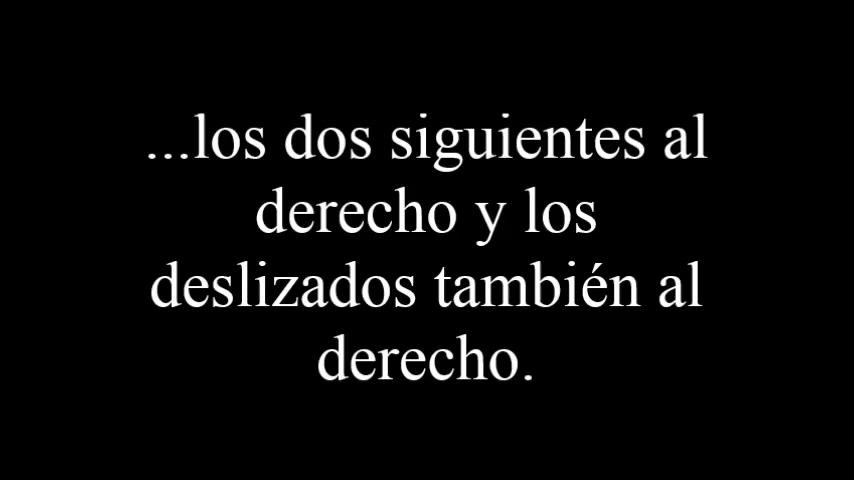 ...los dos siguientes al
derecho y los
deslizados también al
derecho.